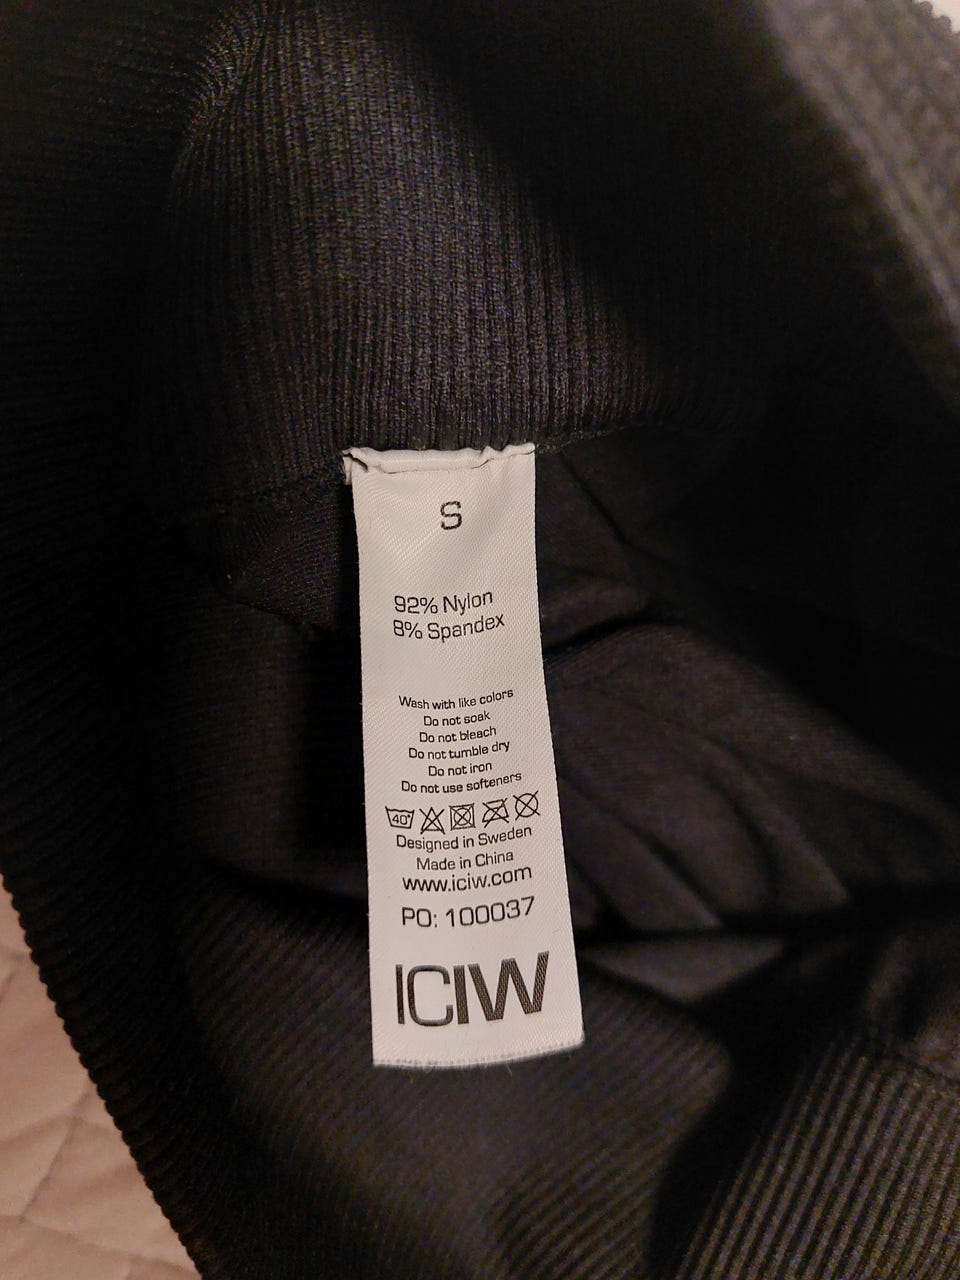 S
92% Nylon
8% Spandex
Wash with like colors
Do not soak
Do not bleach
Do not tumble dry
Do not iron
Do not use softeners
40°
Designed in Sweden
Made in China
www.iciw.com
PO: 100037
ICIW